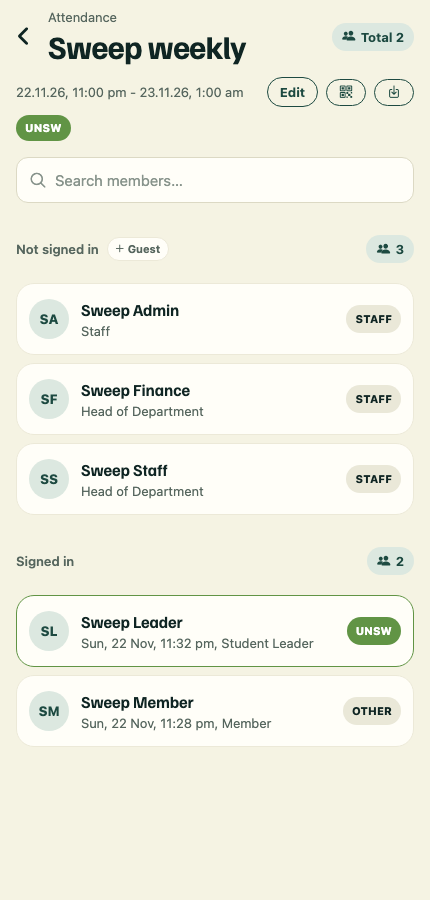 Attendance
Sweep weekly
Total 2
22.11.26, 11:00 pm - 23.11.26, 1:00 am
Edit
UNSW
Search members...
Not signed in
+ Guest
3
SA
Sweep Admin
Staff
STAFF
SF
Sweep Finance
Head of Department
STAFF
SS
Sweep Staff
Head of Department
STAFF
Signed in
2
SL
Sweep Leader
Sun, 22 Nov, 11:32 pm, Student Leader
UNSW
SM
Sweep Member
Sun, 22 Nov, 11:28 pm, Member
OTHER